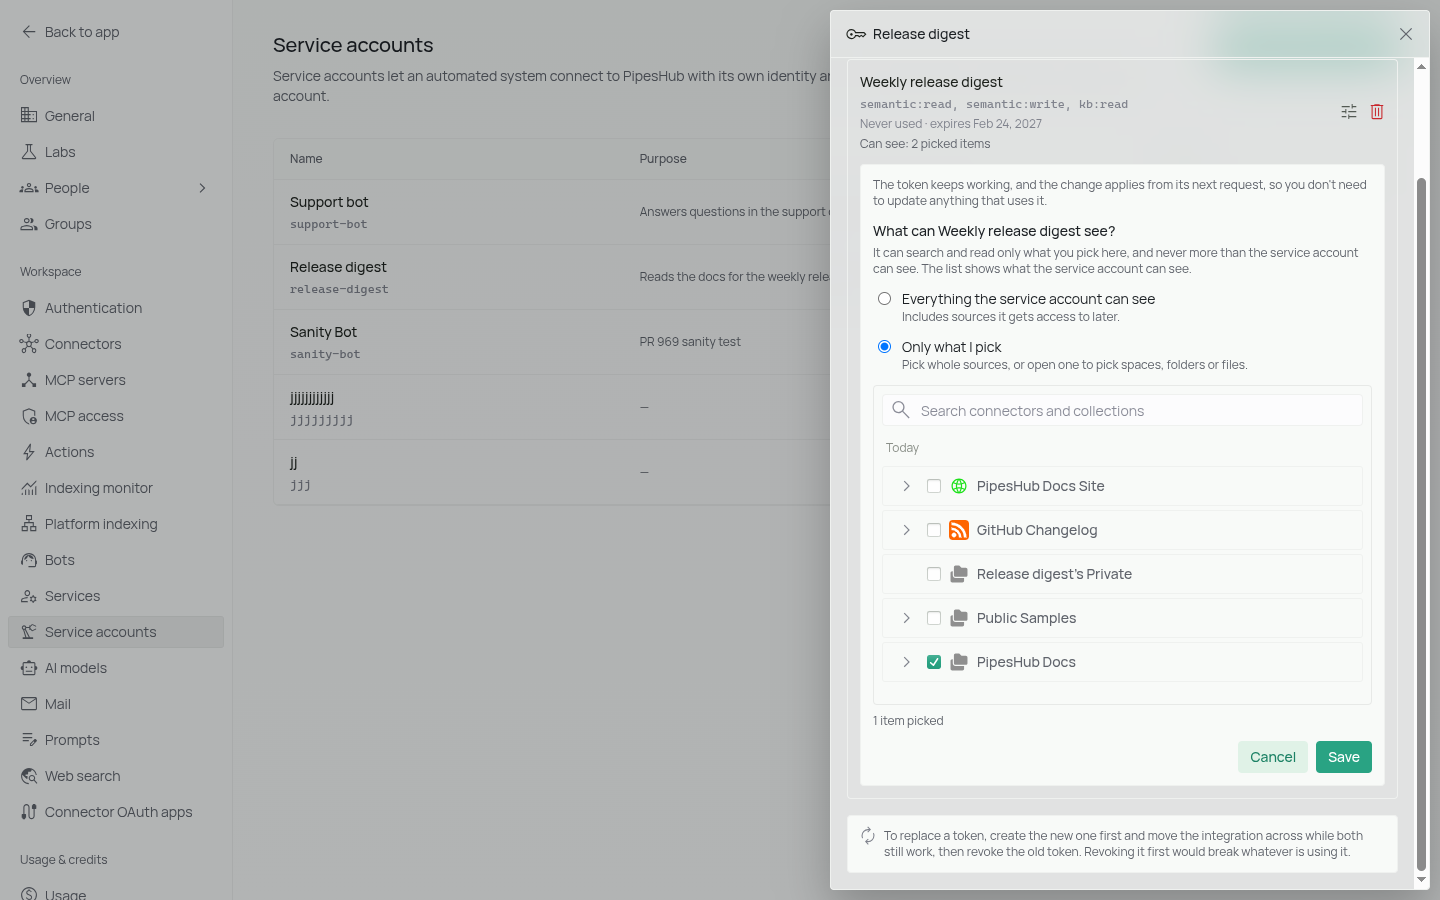 Back to app
Overview
General
Labs
People
Groups
Workspace
Authentication
Connectors
MCP servers
MCP access
Actions
Indexing monitor
Platform indexing
Bots
Services
Service accounts
AI models
Mail
Prompts
Web search
Connector OAuth apps
Usage & credits
Usage
Service accounts
Service accounts let an automated system connect to PipesHub with its own identity
account.
Name
Purpose
Support bot
support-bot
Answers questions in the support
Release digest
release-digest
Reads the docs for the weekly
Sanity Bot
sanity-bot
PR 969 sanity test
jjjjjjjjjjjj
jjjjjjjjj
—
jj
jjj
—
Release digest
Weekly release digest
semantic:read, semantic:write, kb:read
Never used · expires Feb 24, 2027
Can see: 2 picked items
The token keeps working, and the change applies from its next request, so you don't need
to update anything that uses it.
What can Weekly release digest see?
It can search and read only what you pick here, and never more than the service account
can see. The list shows what the service account can see.
Everything the service account can see
Includes sources it gets access to later.
Only what I pick
Pick whole sources, or open one to pick spaces, folders or files.
Search connectors and collections
Today
PipesHub Docs Site
GitHub Changelog
Release digest's Private
Public Samples
PipesHub Docs
1 item picked
Cancel
Save
To replace a token, create the new one first and move the integration across while both
still work, then revoke the old token. Revoking it first would break whatever is using it.